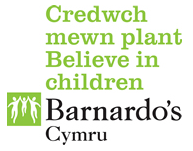 Credwch
mewn plant
Believe in
children
Barnardo's
Cymru